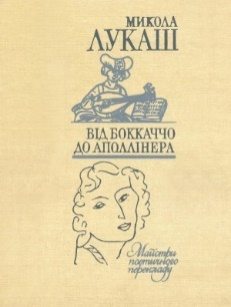 МИКОЛА
ЛУКАШ
ВІД БОККАЧЧО
ДО АПОЛЛІНЕРА
Майстри
поетичного
перекладу